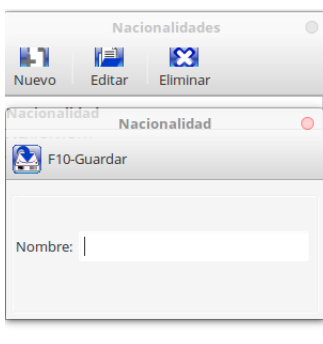 Nacionalidades
Nuevo Editar Eliminar
Nacionalidad
Nacionalidad
F10-Guardar
Nombre: